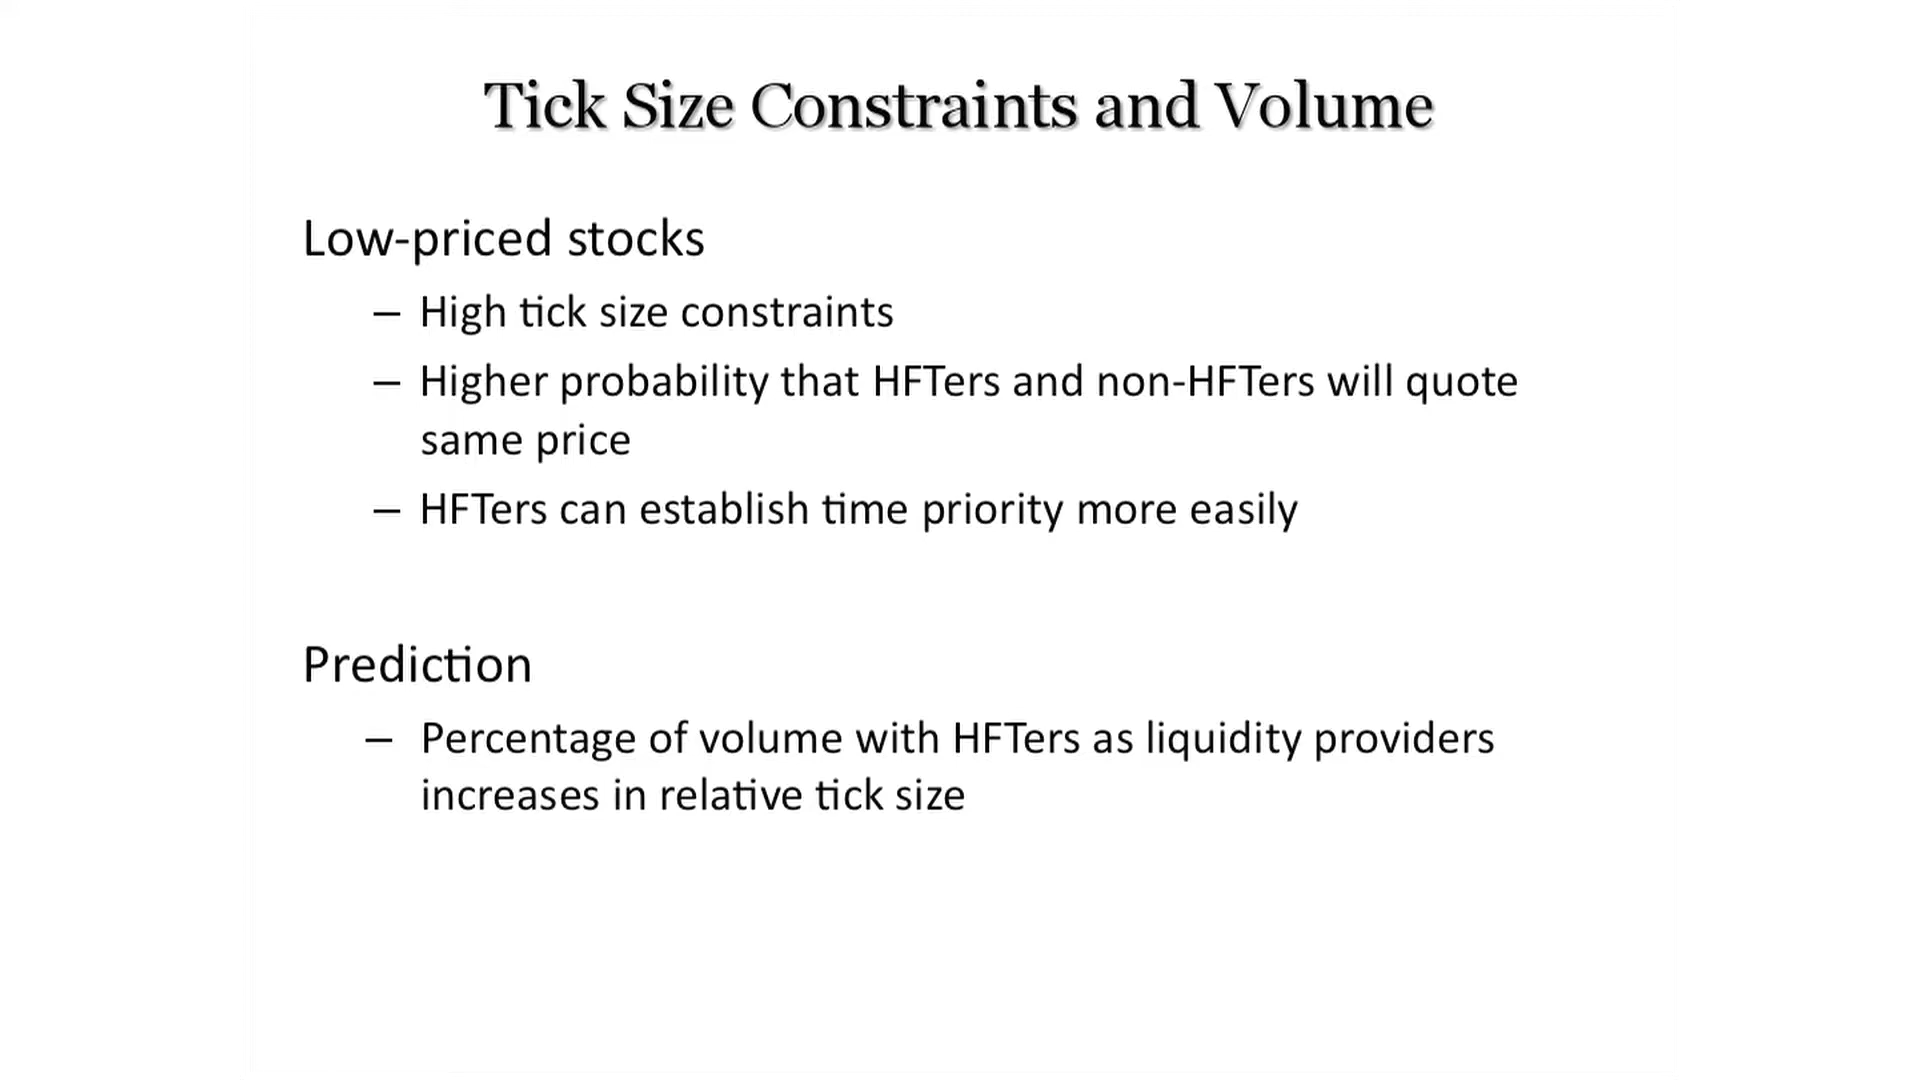 Tick Size Constraints and Volume
Low-priced stocks
– High tick size constraints
– Higher probability that HFTers and non-HFTers will quote
same price
– HFTers can establish time priority more easily
Prediction
– Percentage of volume with HFTers as liquidity providers
increases in relative tick size